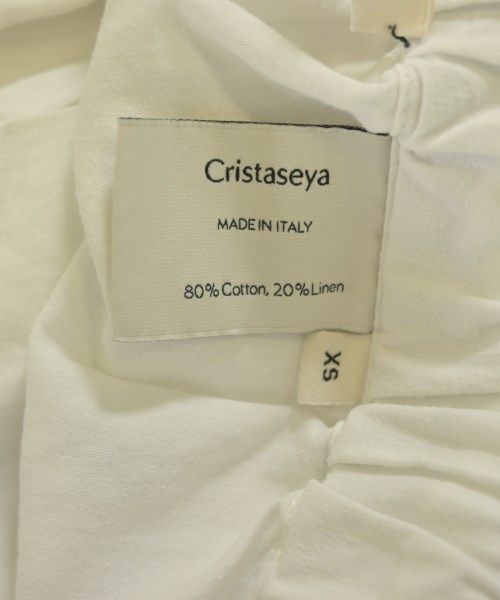 Cristaseya
MADE IN ITALY
80% Cotton, 20% Linen
XS